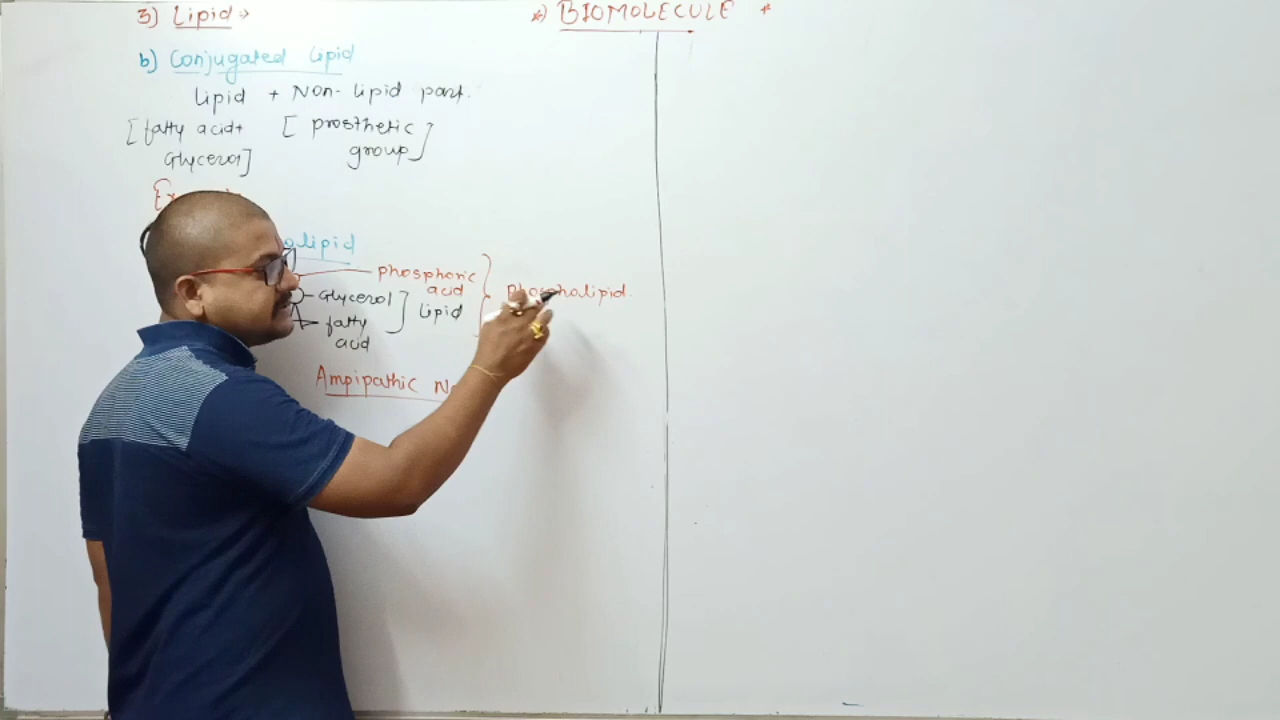 *) BIOMOLECULE *
3) Lipid →
b) Conjugated Lipid
Lipid + Non-Lipid part.
[fatty acid+ [prosthetic
Glycerol] group]
phosphoric
acid
Glycerol] Lipid
fatty
acid
phospholipid.
Ampipathic